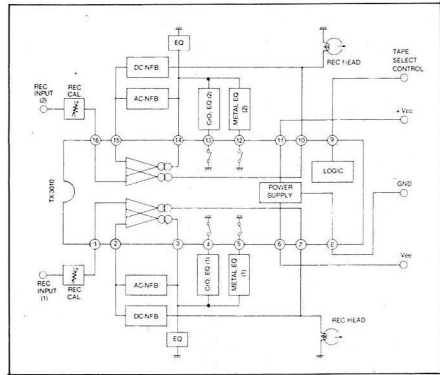 EQ
DC-NFB
REC HEAD
TAPE
SELECT
CONTROL
REC
INPUT
(2)
REC
CAL.
AC-NFB
CrO₂ EQ (2)
METAL EQ
(2)
+ Vcc
16
15
14
13
12
11
10
9
LOGIC
TX-3010
POWER
SUPPLY
GND
1
2
3
4
5
6
7
8
Vee
REC
INPUT
(1)
REC
CAL.
AC-NFB
CrO₂ EQ (1)
METAL EQ
(1)
DC-NFB
REC HEAD
EQ